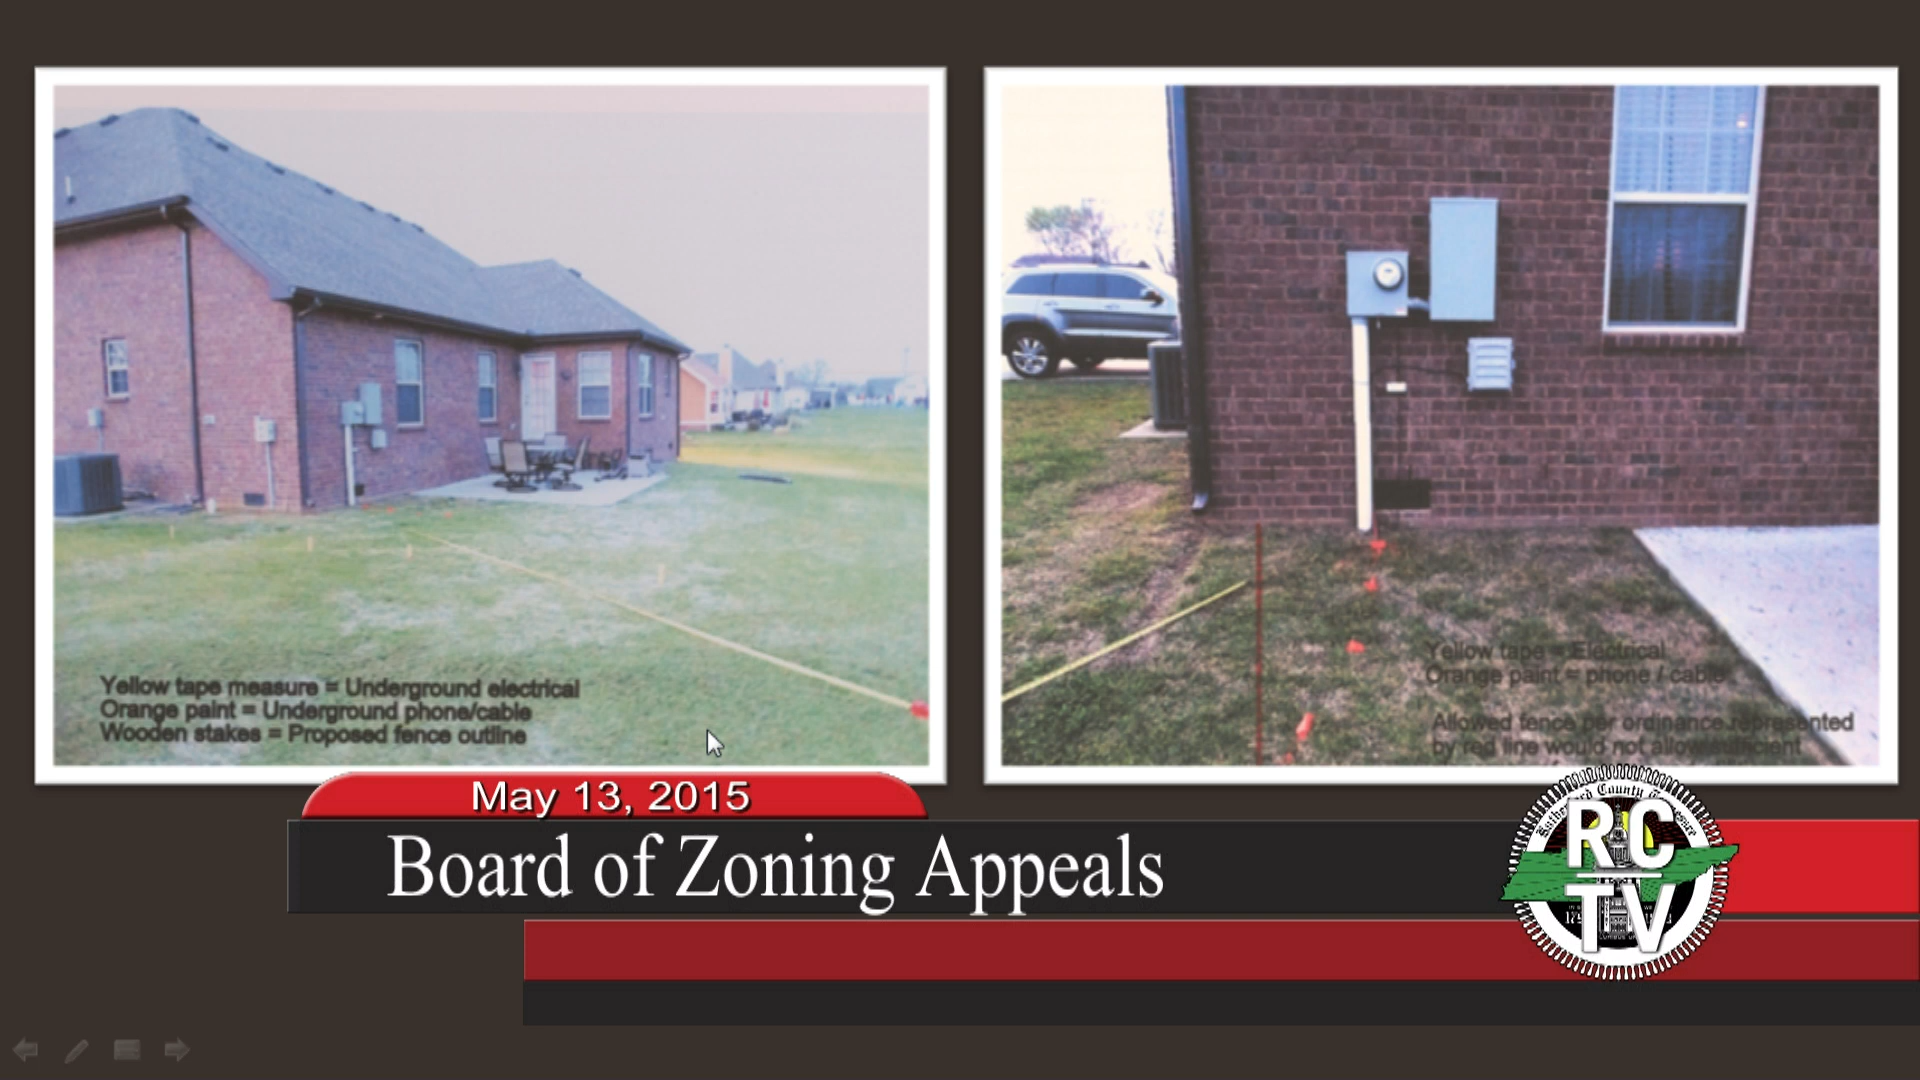 Yellow tape measure = Underground electrical
Orange paint = Underground phone/cable
Wooden stakes = Proposed fence outline
Yellow tape = Electrical
Orange paint = phone / cable
Allowed fence per ordinance represented
by red line would not allow sufficient
May 13, 2015
Board of Zoning Appeals
RC
TV